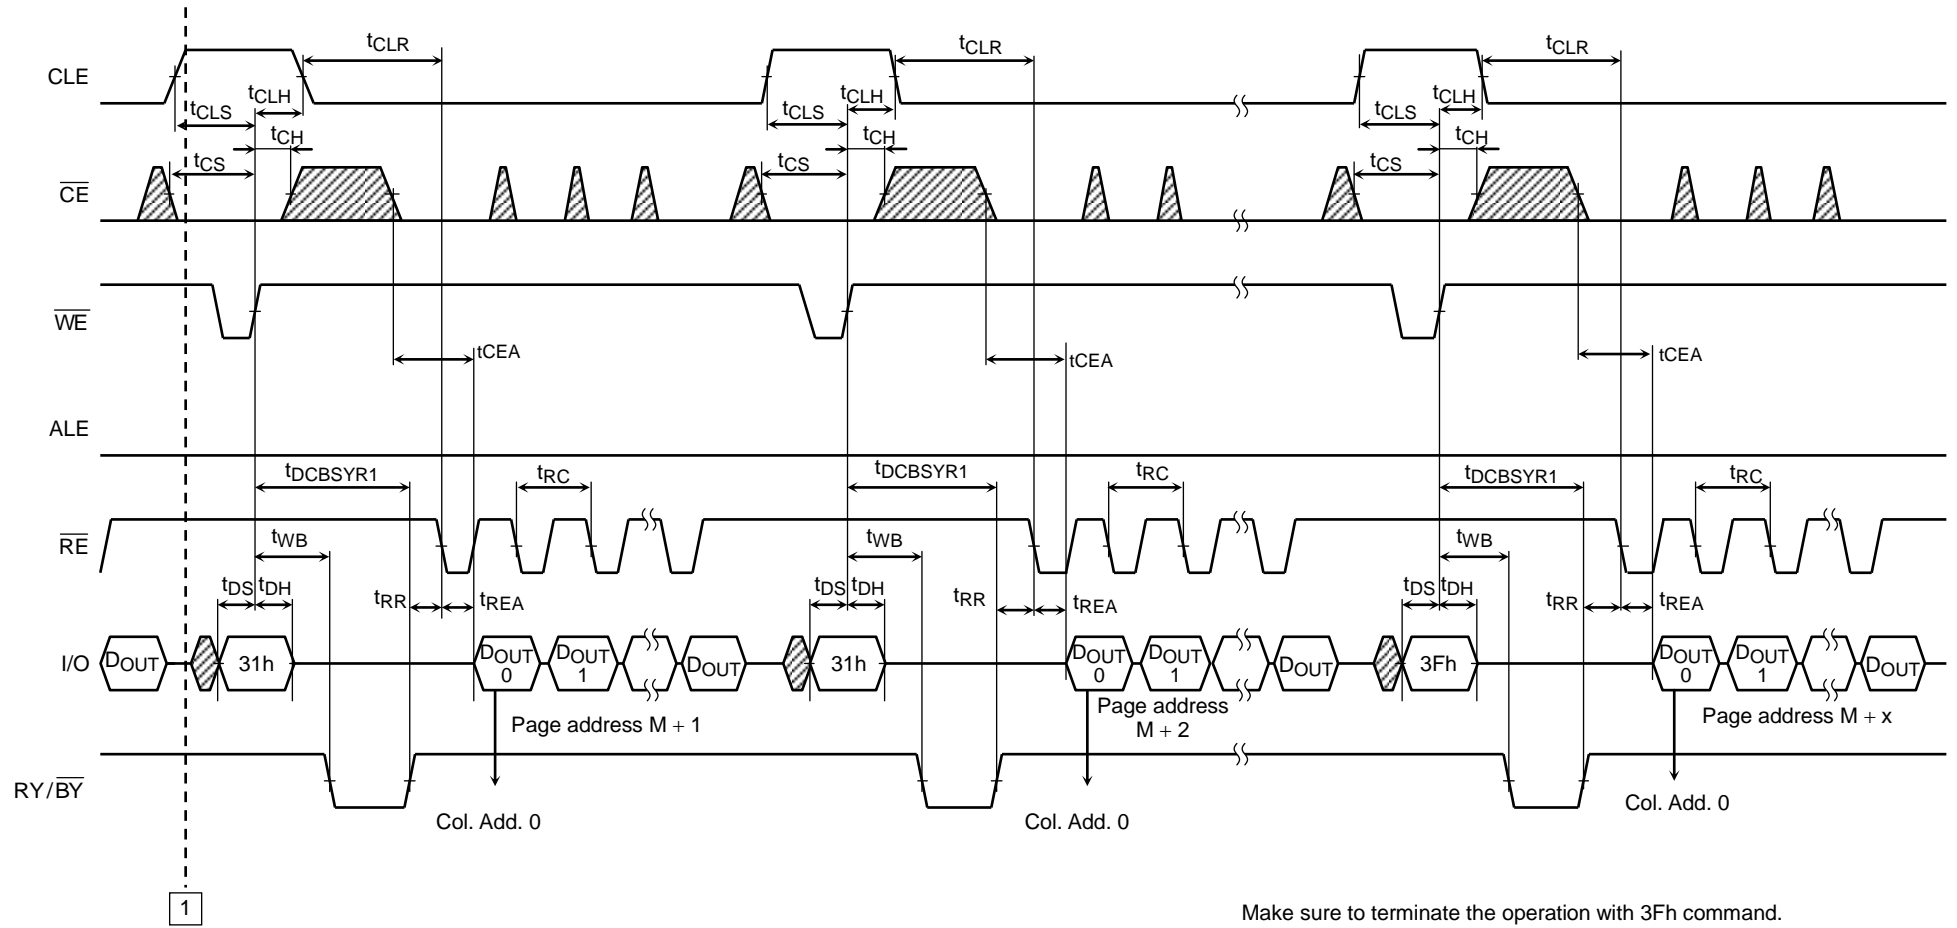 tCLR tCLR tCLR
CLE
tCLH tCLH tCLH
tCLS tCLS tCLS
tCH tCH tCH
tCS tCS tCS
CE
WE
tCEA tCEA tCEA
ALE
tDCBSYR1 tRC tDCBSYR1 tRC tDCBSYR1 tRC
RE
tWB tWB tWB
tDS tDH tDS tDH tDS tDH
tRR tREA tRR tREA tRR tREA
I/O DOUT 31h DOUT 0 DOUT 1 DOUT 31h DOUT 0 DOUT 1 DOUT 3Fh DOUT 0 DOUT 1 DOUT
Page address M + 1
Page address
M + 2
Page address M + x
RY/BY
Col. Add. 0 Col. Add. 0 Col. Add. 0
1
Make sure to terminate the operation with 3Fh command.